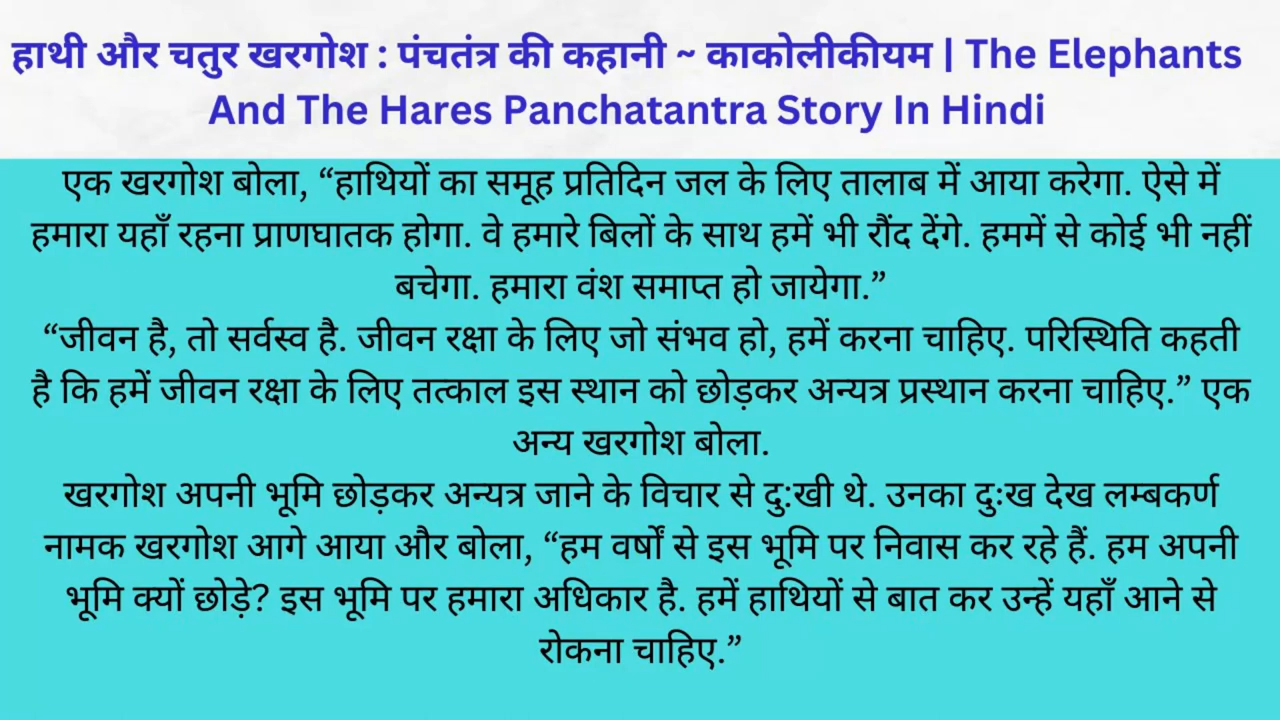 हाथी और चतुर खरगोश : पंचतंत्र की कहानी ~ काकोलीकीयम | The Elephants
And The Hares Panchatantra Story In Hindi
एक खरगोश बोला, “हाथियों का समूह प्रतिदिन जल के लिए तालाब में आया करेगा. ऐसे में
हमारा यहाँ रहना प्राणघातक होगा. वे हमारे बिलों के साथ हमें भी रौंद देंगे. हममें से कोई भी नहीं
बचेगा. हमारा वंश समाप्त हो जायेगा.”
“जीवन है, तो सर्वस्व है. जीवन रक्षा के लिए जो संभव हो, हमें करना चाहिए. परिस्थिति कहती
है कि हमें जीवन रक्षा के लिए तत्काल इस स्थान को छोड़कर अन्यत्र प्रस्थान करना चाहिए.” एक
अन्य खरगोश बोला.
खरगोश अपनी भूमि छोड़कर अन्यत्र जाने के विचार से दु:खी थे. उनका दुःख देख लम्बकर्ण
नामक खरगोश आगे आया और बोला, “हम वर्षों से इस भूमि पर निवास कर रहे हैं. हम अपनी
भूमि क्यों छोड़े? इस भूमि पर हमारा अधिकार है. हमें हाथियों से बात कर उन्हें यहाँ आने से
रोकना चाहिए.”